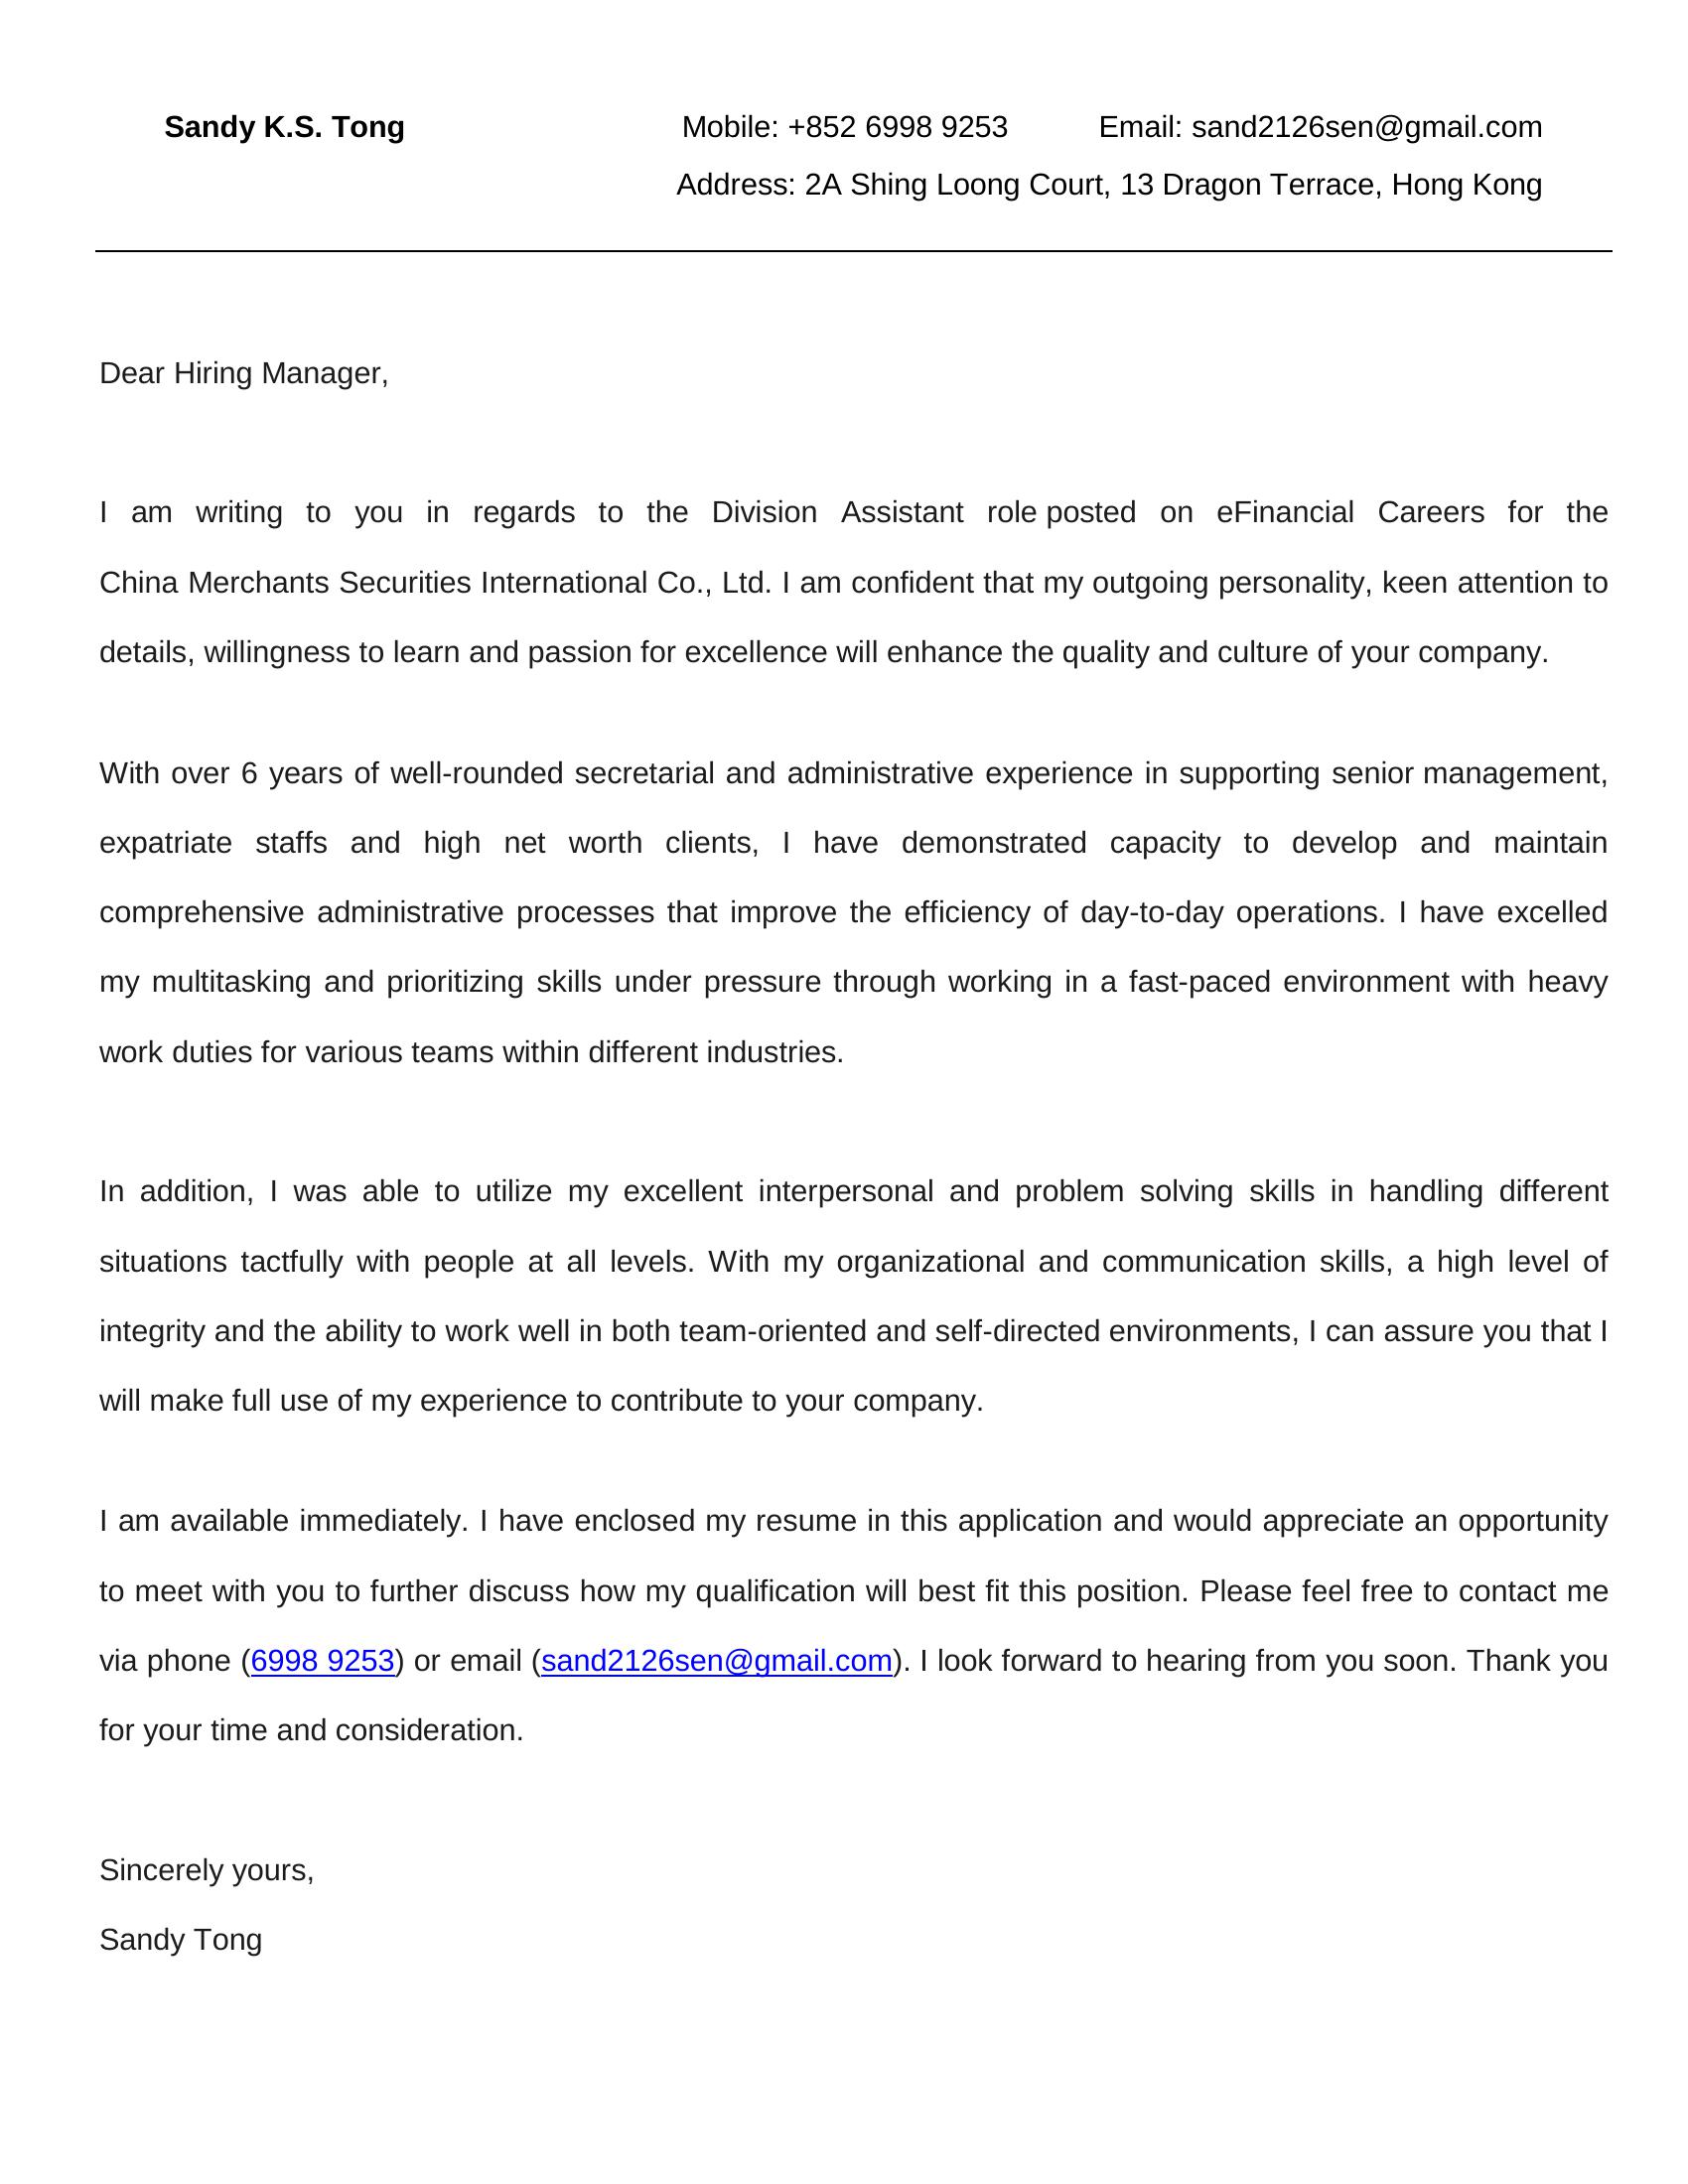 Sandy K.S. Tong Mobile: +852 6998 9253 Email: sand2126sen@gmail.com
Address: 2A Shing Loong Court, 13 Dragon Terrace, Hong Kong
Dear Hiring Manager,
I am writing to you in regards to the Division Assistant role posted on eFinancial Careers for the
China Merchants Securities International Co., Ltd. I am confident that my outgoing personality, keen attention to
details, willingness to learn and passion for excellence will enhance the quality and culture of your company.
With over 6 years of well-rounded secretarial and administrative experience in supporting senior management,
expatriate staffs and high net worth clients, I have demonstrated capacity to develop and maintain
comprehensive administrative processes that improve the efficiency of day-to-day operations. I have excelled
my multitasking and prioritizing skills under pressure through working in a fast-paced environment with heavy
work duties for various teams within different industries.
In addition, I was able to utilize my excellent interpersonal and problem solving skills in handling different
situations tactfully with people at all levels. With my organizational and communication skills, a high level of
integrity and the ability to work well in both team-oriented and self-directed environments, I can assure you that I
will make full use of my experience to contribute to your company.
I am available immediately. I have enclosed my resume in this application and would appreciate an opportunity
to meet with you to further discuss how my qualification will best fit this position. Please feel free to contact me
via phone (6998 9253) or email (sand2126sen@gmail.com). I look forward to hearing from you soon. Thank you
for your time and consideration.
Sincerely yours,
Sandy Tong